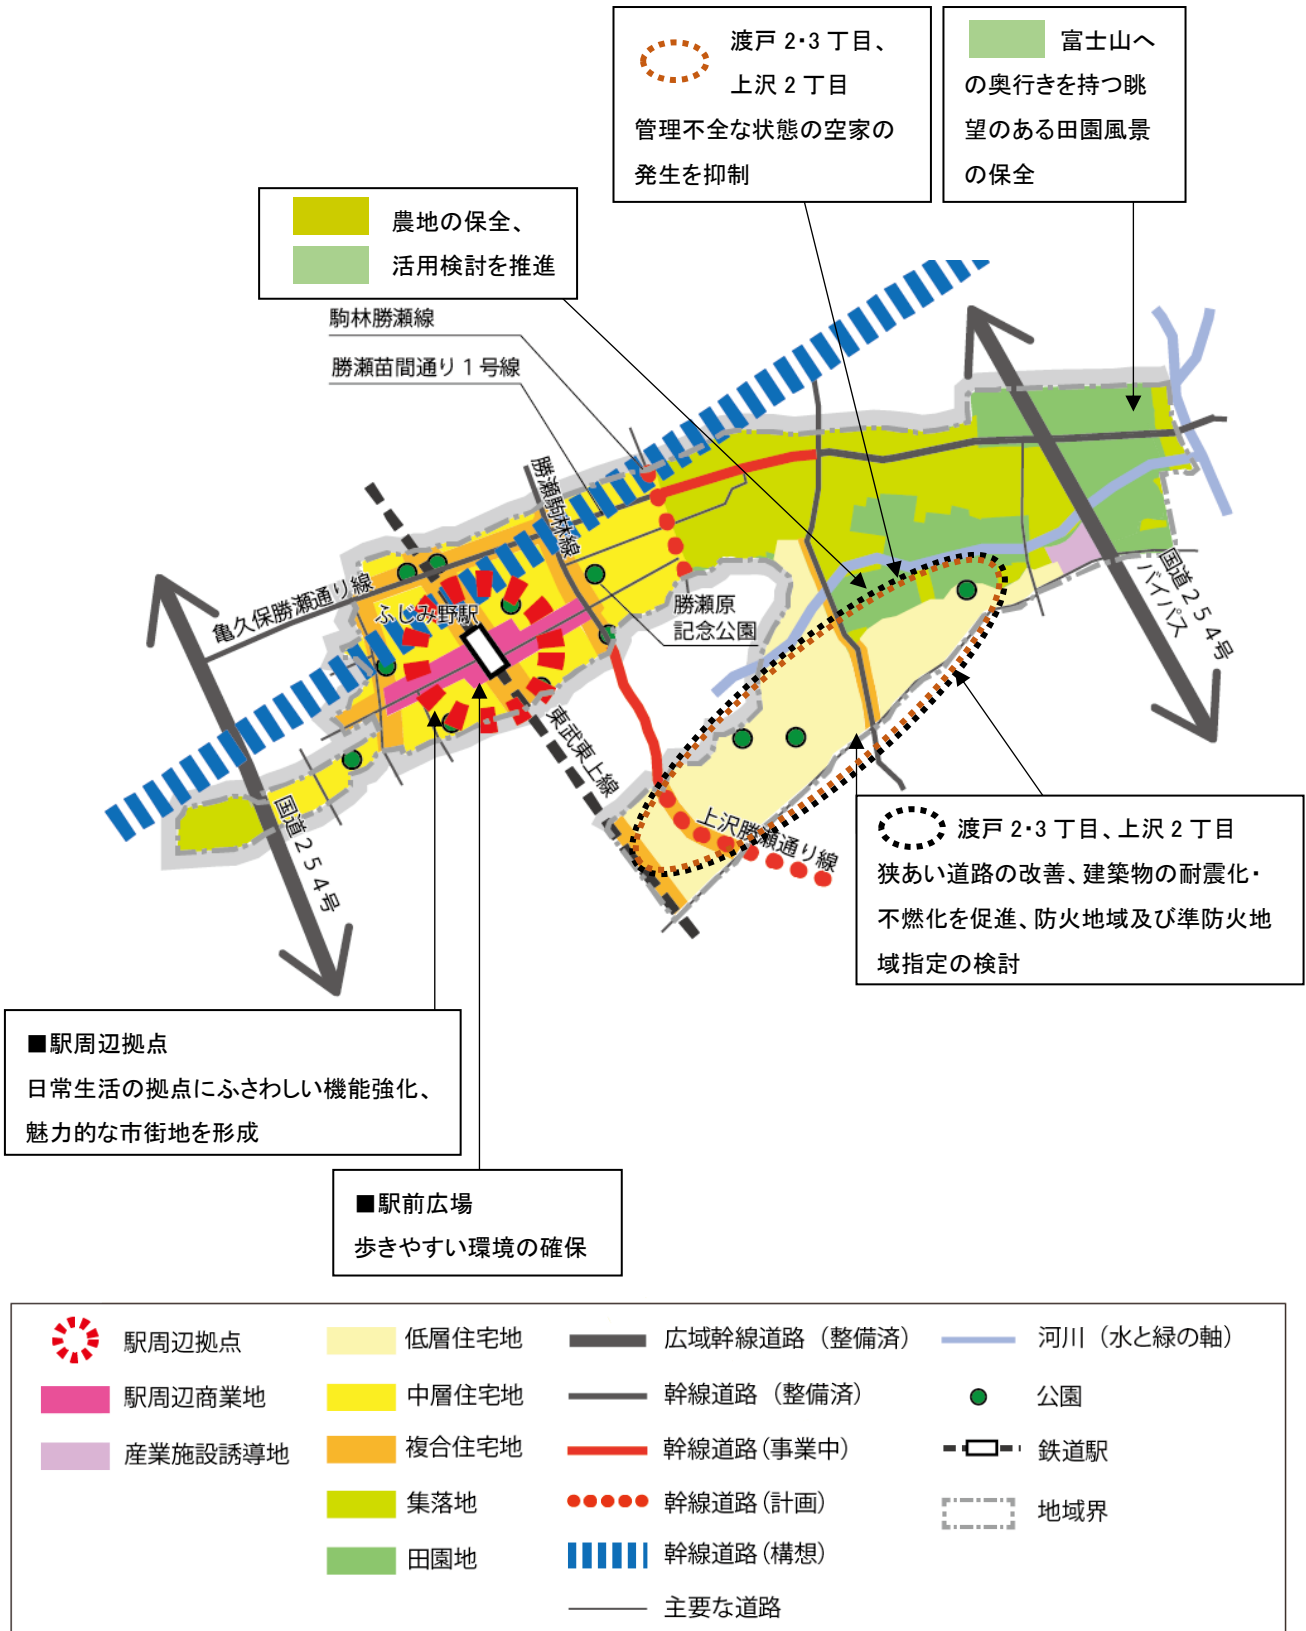 渡戸 2・3 丁目、
上沢 2 丁目
管理不全な状態の空家の
発生を抑制
富士山へ
の奥行きを持つ眺
望のある田園風景
の保全
農地の保全、
活用検討を推進
駒林勝瀬線
勝瀬苗間通り１号線
勝瀬駒林線
亀久保勝瀬通り線
ふじみ野駅
勝瀬原
記念公園
国道２５４号
バイパス
東武東上線
上沢勝瀬通り線
国道２５４号
渡戸 2・3 丁目、上沢 2 丁目
狭あい道路の改善、建築物の耐震化・
不燃化を促進、防火地域及び準防火地
域指定の検討
■駅周辺拠点
日常生活の拠点にふさわしい機能強化、
魅力的な市街地を形成
■駅前広場
歩きやすい環境の確保
駅周辺拠点
駅周辺商業地
産業施設誘導地
低層住宅地
中層住宅地
複合住宅地
集落地
田園地
広域幹線道路（整備済）
幹線道路（整備済）
幹線道路（事業中）
幹線道路（計画）
幹線道路（構想）
主要な道路
河川（水と緑の軸）
公園
鉄道駅
地域界